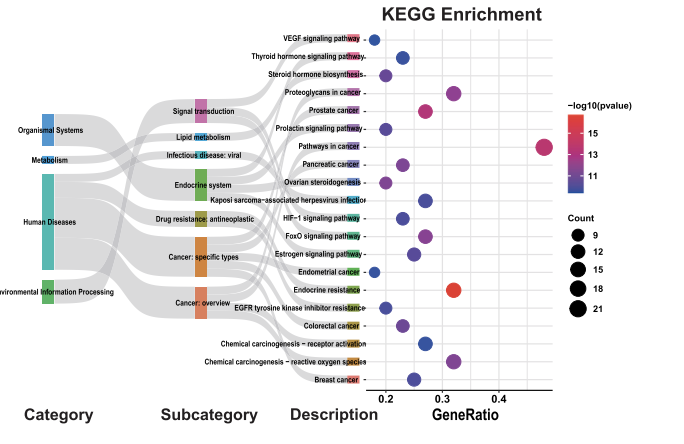 KEGG Enrichment
VEGF signaling pathway
Thyroid hormone signaling pathway
Steroid hormone biosynthesis
Proteoglycans in cancer
Prostate cancer
Prolactin signaling pathway
Pathways in cancer
Pancreatic cancer
Ovarian steroidogenesis
Kaposi sarcoma−associated herpesvirus infection
HIF−1 signaling pathway
FoxO signaling pathway
Estrogen signaling pathway
Endometrial cancer
Endocrine resistance
EGFR tyrosine kinase inhibitor resistance
Colorectal cancer
Chemical carcinogenesis − receptor activation
Chemical carcinogenesis − reactive oxygen species
Breast cancer
Signal transduction
Lipid metabolism
Infectious disease: viral
Endocrine system
Drug resistance: antineoplastic
Cancer: specific types
Cancer: overview
Organismal Systems
Metabolism
Human Diseases
vironmental Information Processing
−log10(pvalue)
15
13
11
Count
9
12
15
18
21
0.2 0.3 0.4
GeneRatio
Category Subcategory Description